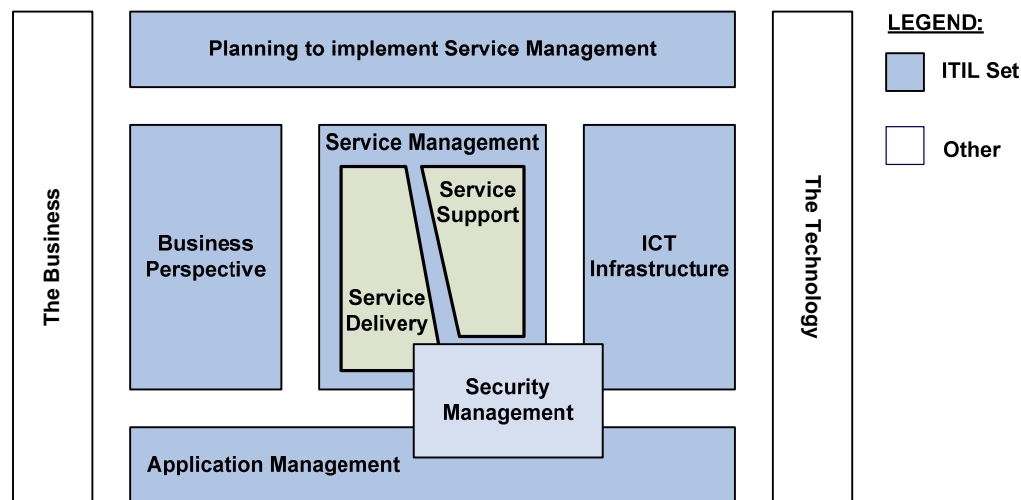 Planning to implement Service Management
LEGEND:
ITIL Set
Other
The Business
Business
Perspective
Service Management
Service
Support
Service
Delivery
ICT
Infrastructure
The Technology
Security
Management
Application Management